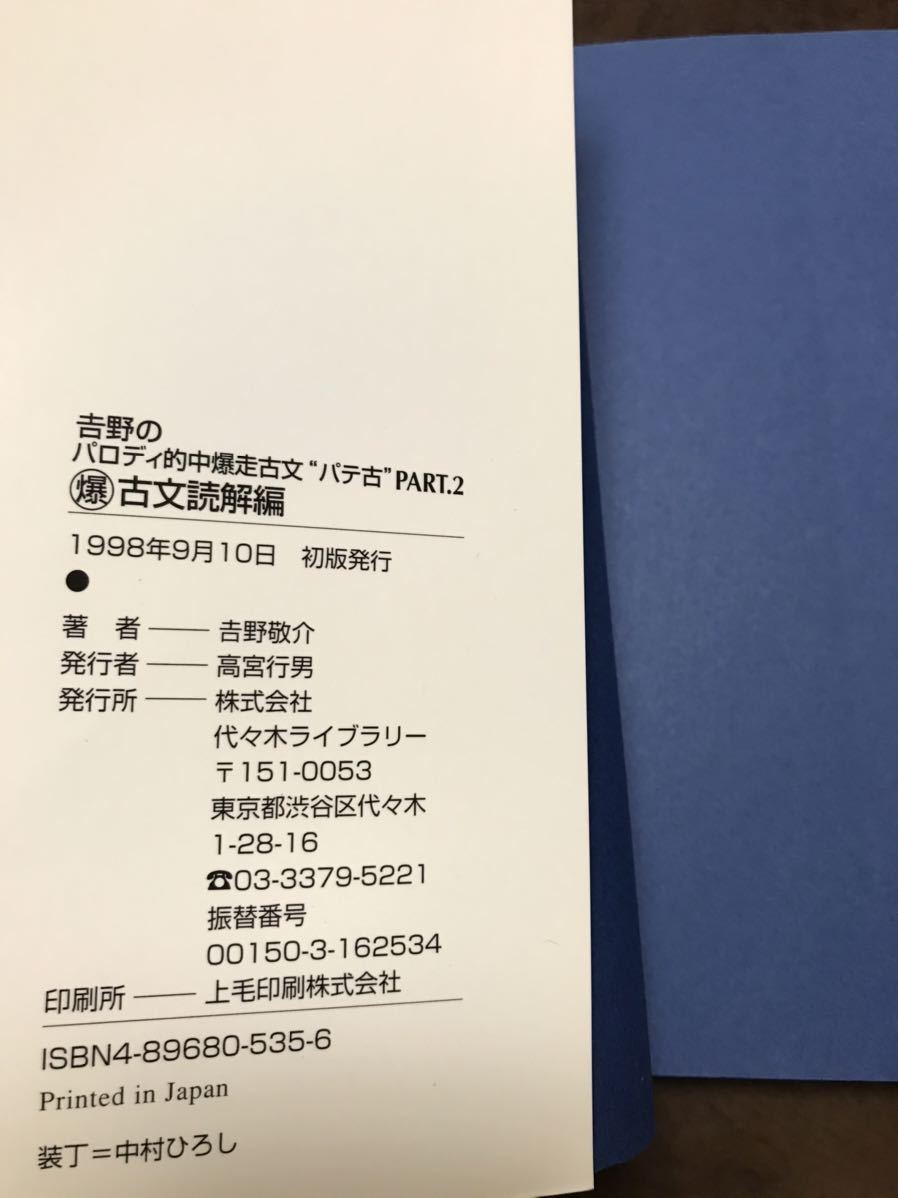 𠮷野の
パロディ的中爆走古文“パテ古”PART.2
爆古文読解編
1998年9月10日　初版発行
●
著　者――𠮷野敬介
発行者――高宮行男
発行所――株式会社
代々木ライブラリー
〒151-0053
東京都渋谷区代々木
1-28-16
☎03-3379-5221
振替番号
00150-3-162534
印刷所――上毛印刷株式会社
ISBN4-89680-535-6
Printed in Japan
装丁＝中村ひろし